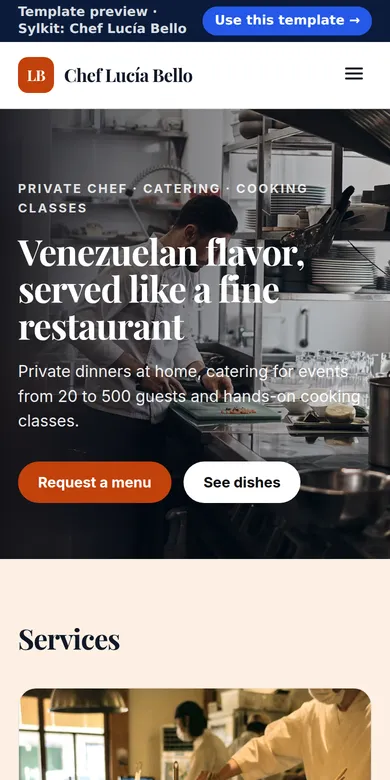 Template preview ·
Sylkit: Chef Lucía Bello
Use this template →
LB
Chef Lucía Bello
PRIVATE CHEF · CATERING · COOKING
CLASSES
Venezuelan flavor,
served like a fine
restaurant
Private dinners at home, catering for events
from 20 to 500 guests and hands-on cooking
classes.
Request a menu
See dishes
Services